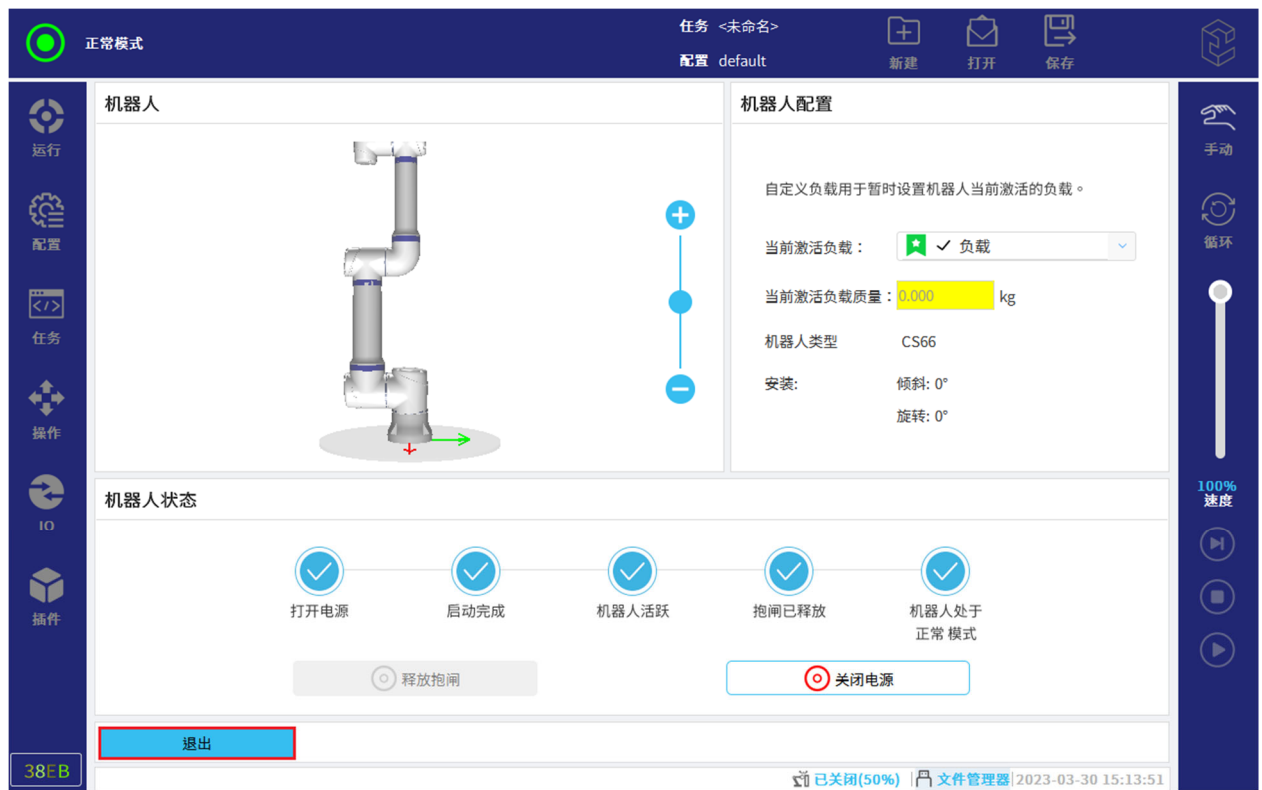 正常模式
任务 <未命名>
配置 default
新建
打开
保存
运行
配置
任务
操作
IO
插件
38EB
机器人
机器人配置
自定义负载用于暂时设置机器人当前激活的负载。
当前激活负载：
负载
当前激活负载质量：0.000 kg
机器人类型 CS66
安装: 倾斜: 0°
旋转: 0°
手动
循环
100%
速度
机器人状态
打开电源
启动完成
机器人活跃
抱闸已释放
机器人处于
正常 模式
释放抱闸
关闭电源
退出
已关闭(50%)
文件管理器
2023-03-30 15:13:51